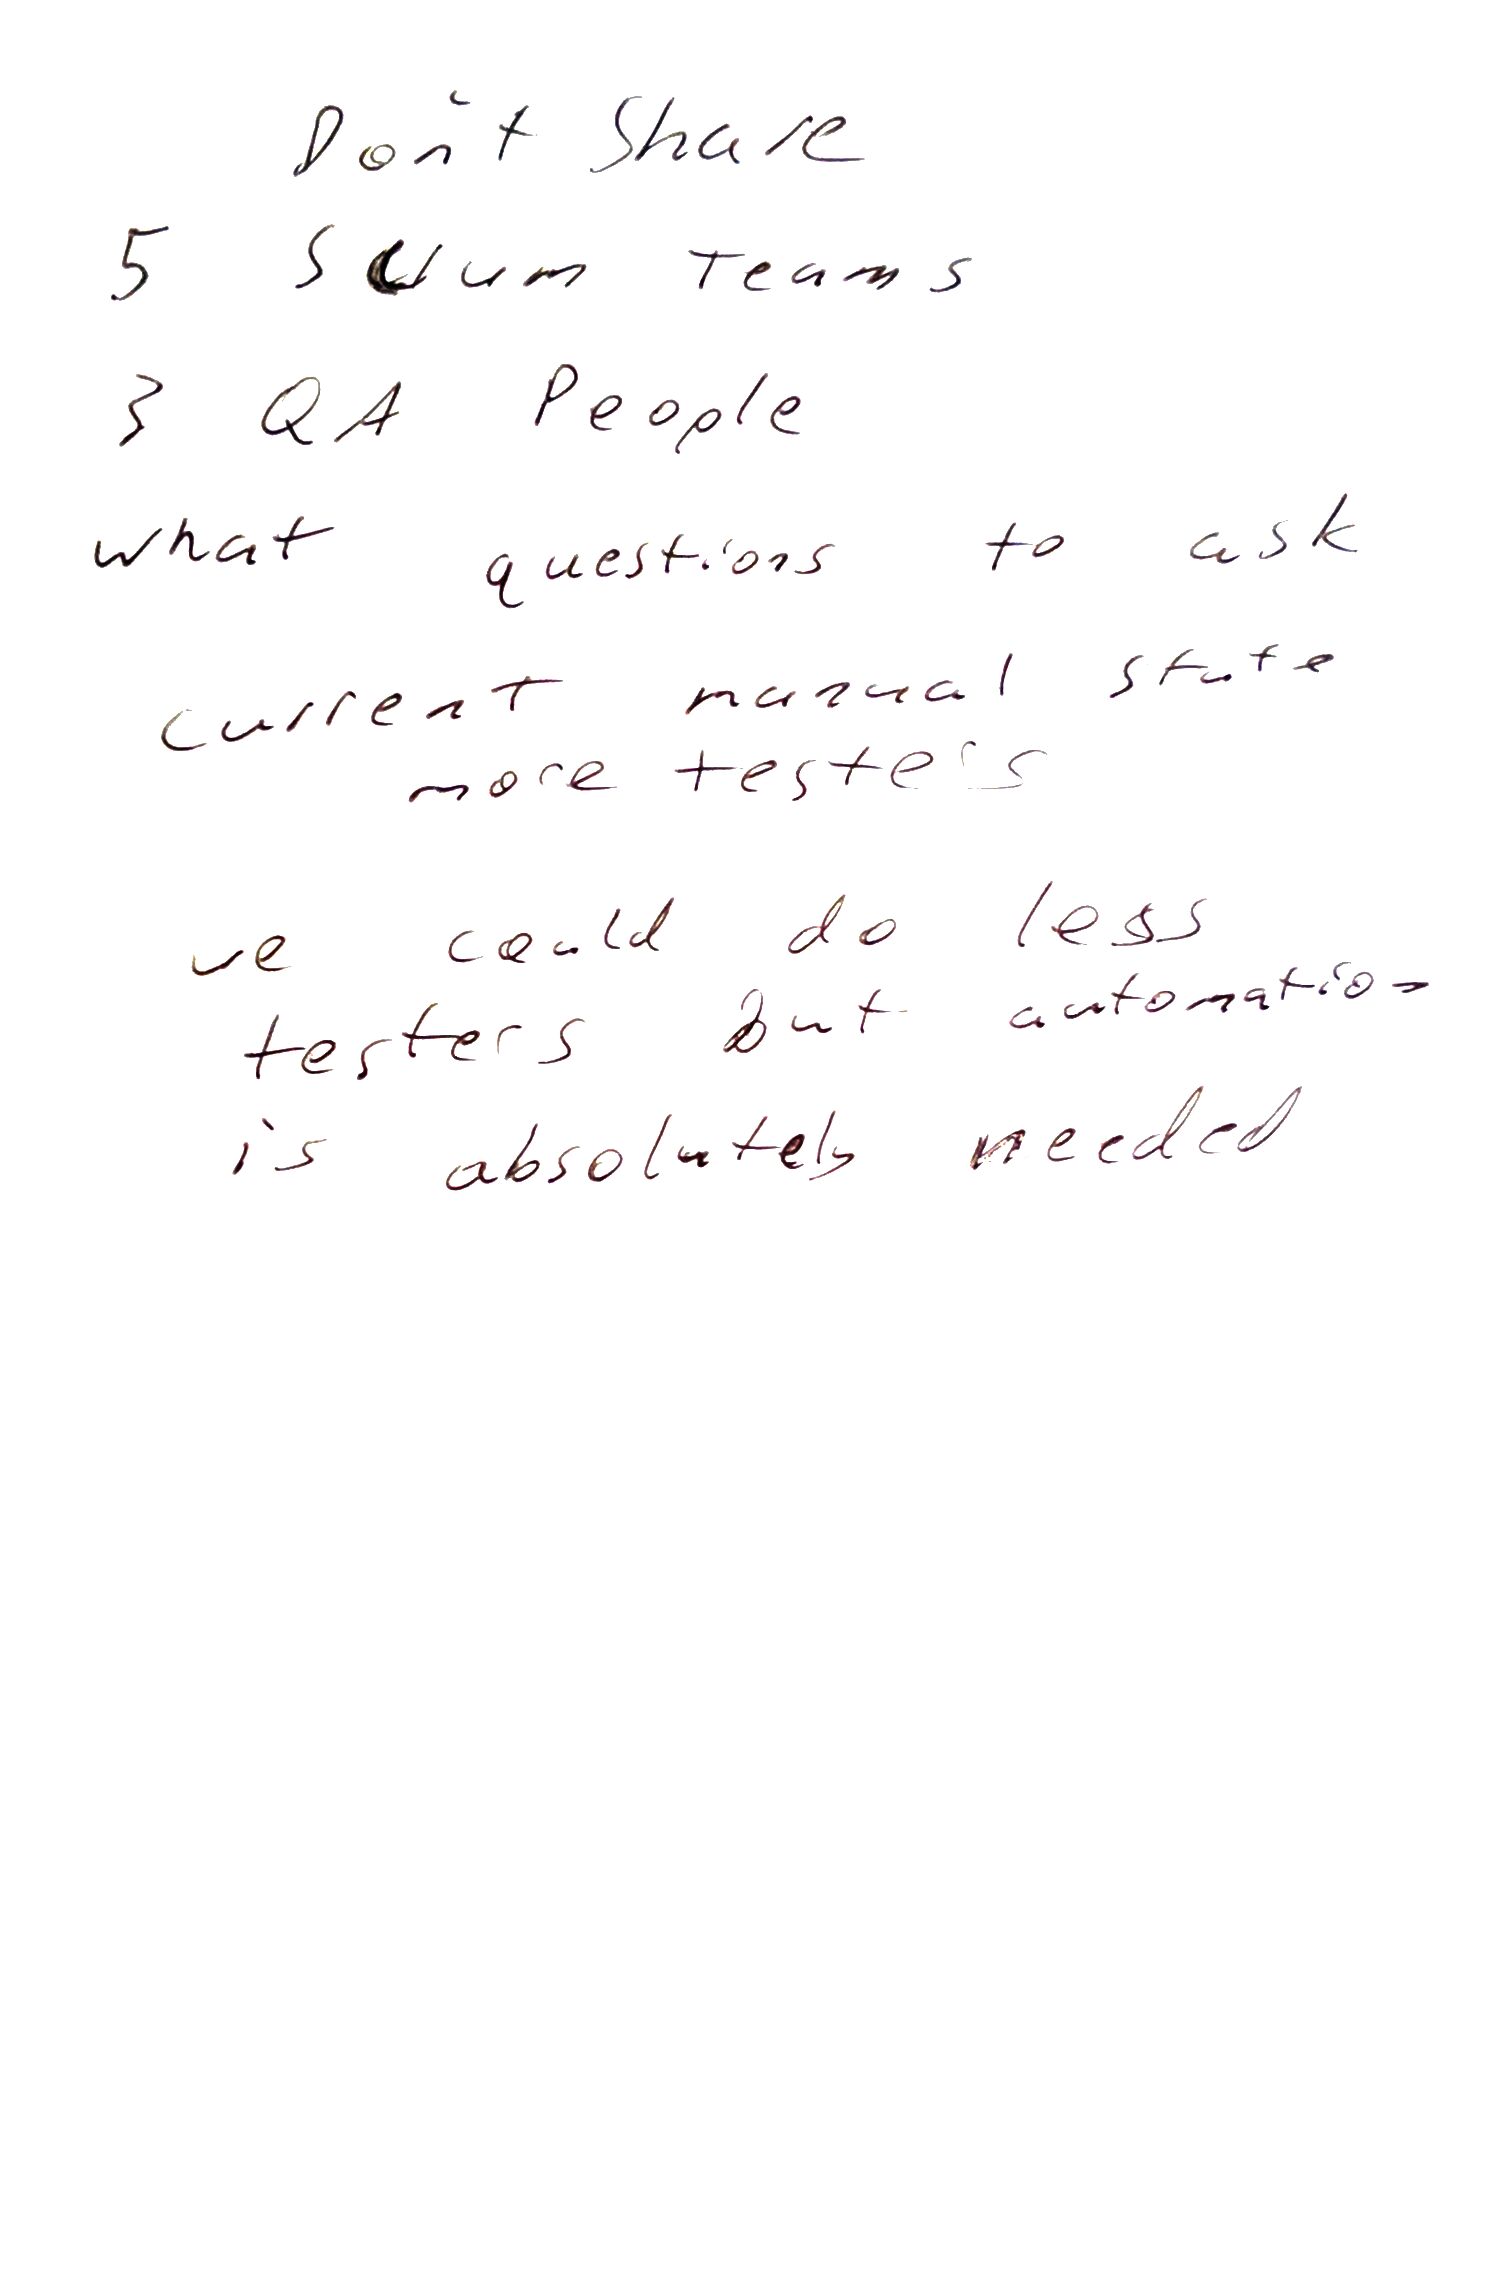 Don't Share
5 Scrum Teams
3 QA People
what questions to ask
current manual state
more testers
we could do less
testers but automation
is absolutely needed